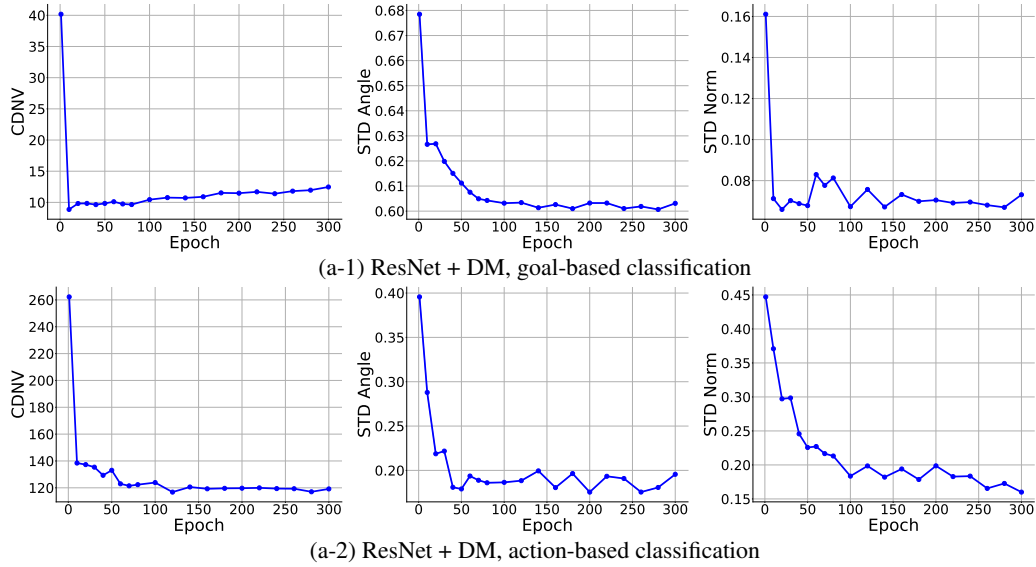 40
35
30
25
20
15
10
CDNV
0 50 100 150 200 250 300
Epoch
0.68
0.66
0.65
0.63
0.62
0.60
STD Angle
0 50 100 150 200 250 300
Epoch
0.16
0.14
0.12
0.10
0.08
STD Norm
0 50 100 150 200 250 300
Epoch
(a-1) ResNet + DM, goal-based classification
260
240
220
200
180
160
140
120
CDNV
0 50 100 150 200 250 300
Epoch
0.40
0.35
0.30
0.25
0.20
STD Angle
0 50 100 150 200 250 300
Epoch
0.45
0.40
0.35
0.30
0.25
0.20
0.15
STD Norm
0 50 100 150 200 250 300
Epoch
(a-2) ResNet + DM, action-based classification